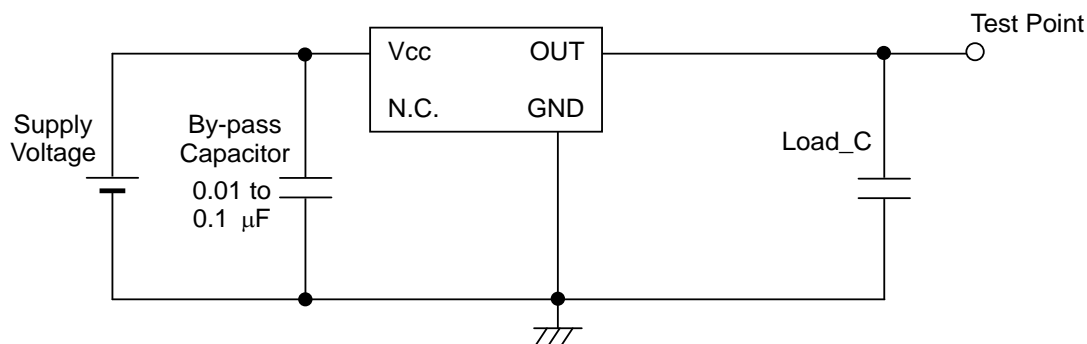 Test Point
Vcc
OUT
N.C.
GND
Supply
Voltage
By-pass
Capacitor
0.01 to
0.1 μF
Load_C